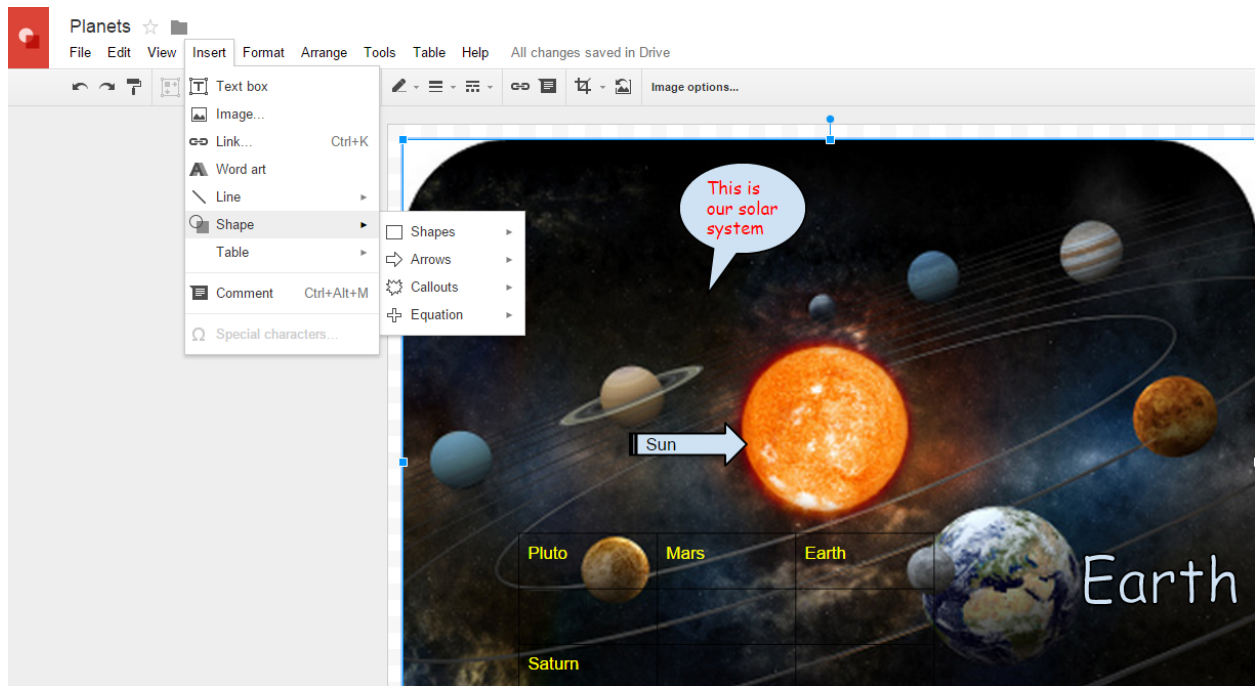 Planets
File Edit View Insert Format Arrange Tools Table Help All changes saved in Drive
Image options...
Text box
Image...
Link... Ctrl+K
Word art
Line
Shape
Table
Comment Ctrl+Alt+M
Special characters...
Shapes
Arrows
Callouts
Equation
This is
our solar
system
Sun
Pluto Mars Earth
Earth
Saturn